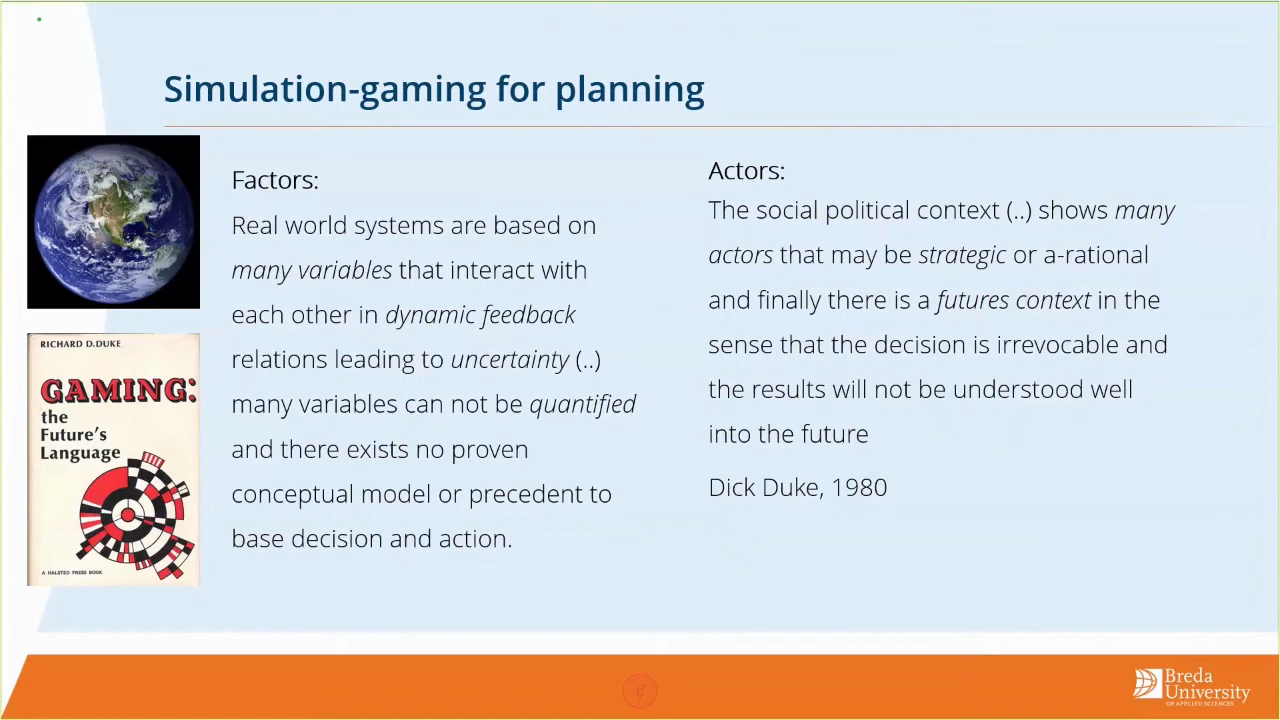 Simulation-gaming for planning
RICHARD D.DUKE
GAMING:
the
Future's
Language
A HALSTED PRESS BOOK
Factors:
Real world systems are based on
many variables that interact with
each other in dynamic feedback
relations leading to uncertainty (..)
many variables can not be quantified
and there exists no proven
conceptual model or precedent to
base decision and action.
Actors:
The social political context (..) shows many
actors that may be strategic or a-rational
and finally there is a futures context in the
sense that the decision is irrevocable and
the results will not be understood well
into the future
Dick Duke, 1980
Breda
University
OF APPLIED SCIENCES